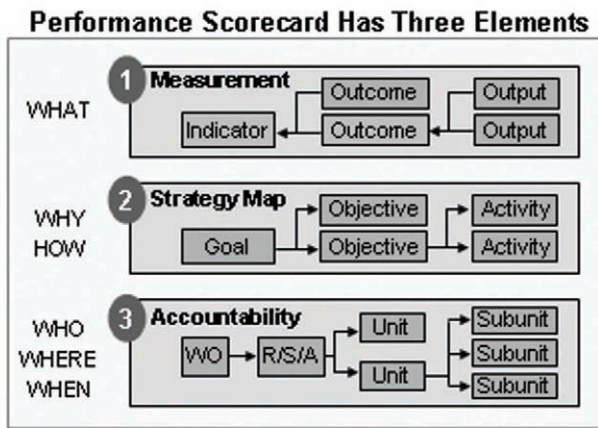 Performance Scorecard Has Three Elements
WHAT
1 Measurement
Outcome Output
Indicator Outcome Output
WHY
HOW
2 Strategy Map
Objective Activity
Goal Objective Activity
WHO
WHERE
WHEN
3 Accountability
Unit Subunit
WO R/S/A Subunit
Unit Subunit